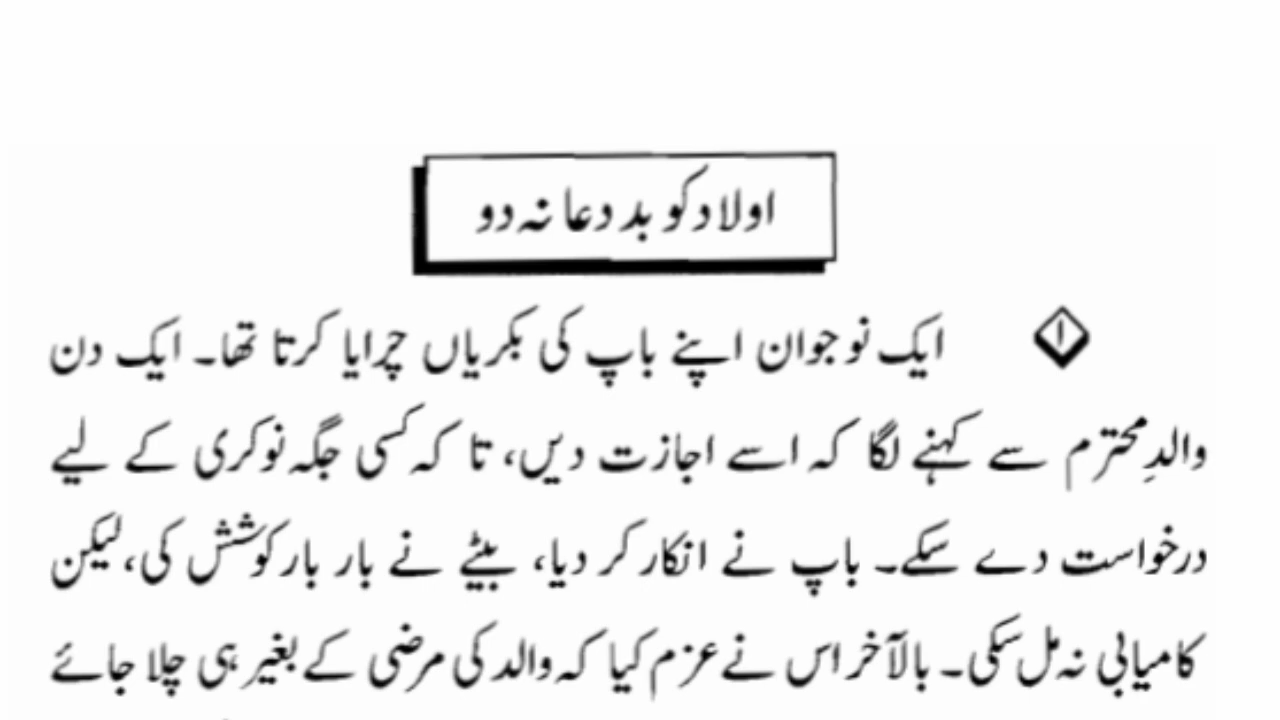 اولاد کو بد دعا نہ دو
۱ ایک نوجوان اپنے باپ کی بکریاں چرایا کرتا تھا۔ ایک دن
والدِ محترم سے کہنے لگا کہ اسے اجازت دیں، تا کہ کسی جگہ نوکری کے لیے
درخواست دے سکے۔ باپ نے انکار کر دیا، بیٹے نے بار بار کوشش کی، لیکن
کامیابی نہ مل سکی۔ بالآخر اس نے عزم کیا کہ والد کی مرضی کے بغیر ہی چلا جائے